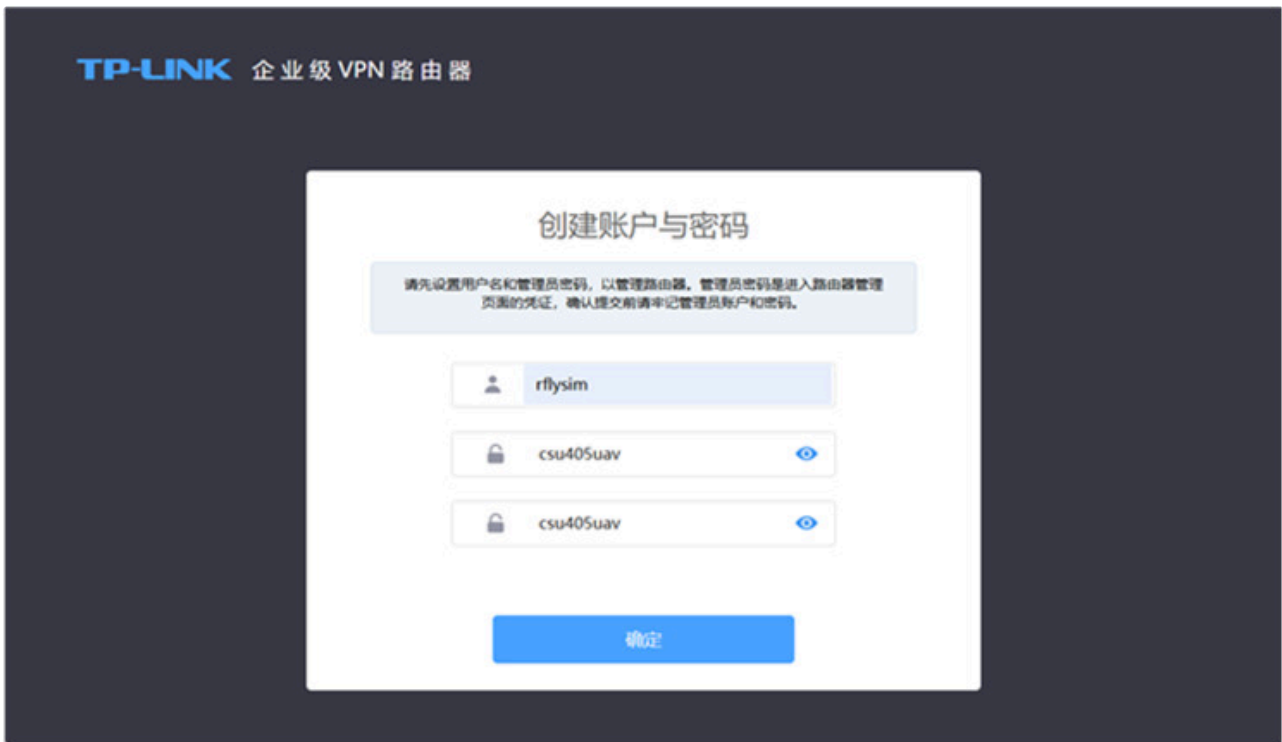 TP-LINK 企业级VPN路由器
创建账户与密码
请先设置用户名和管理员密码，以管理路由器。管理员密码是进入路由器管理
页面的凭证，确认提交前请牢记管理员账户和密码。
rflysim
csu405uav
csu405uav
确定